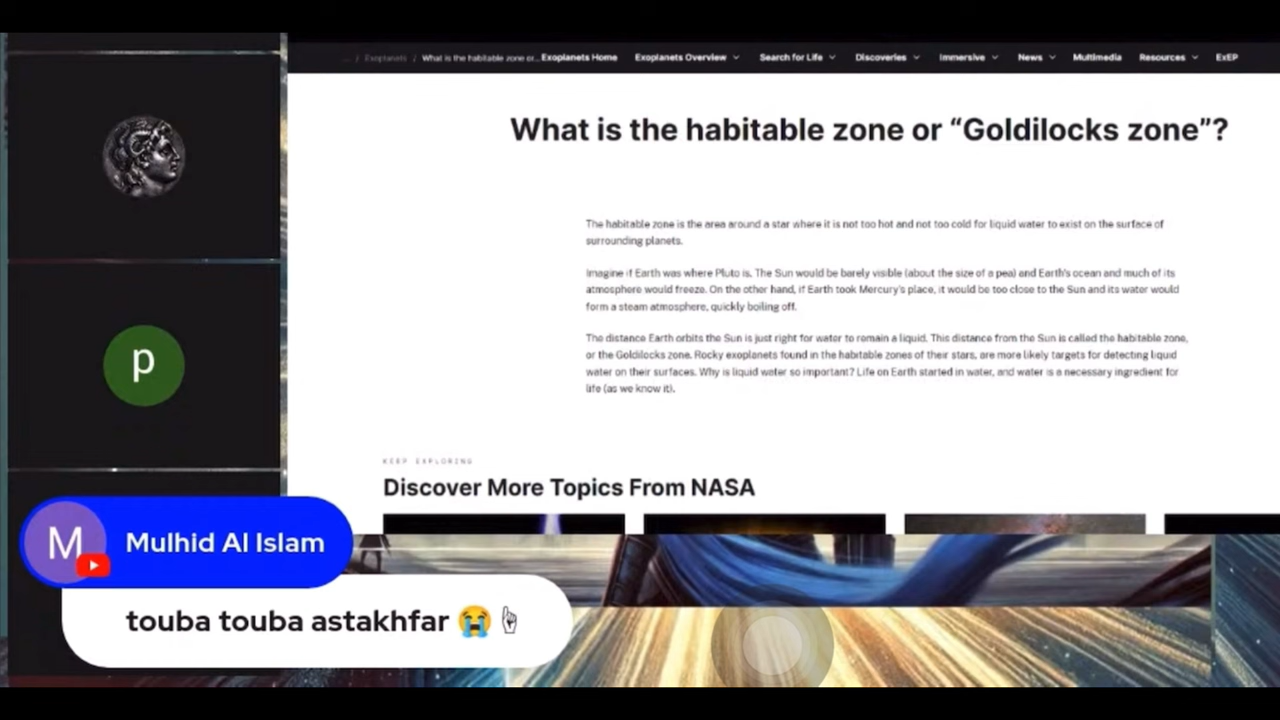 ... / Exoplanets / What is the habitable zone or... Exoplanets Home Exoplanets Overview Search for Life Discoveries Immersive News Multimedia Resources ExEP
What is the habitable zone or “Goldilocks zone”?
The habitable zone is the area around a star where it is not too hot and not too cold for liquid water to exist on the surface of
surrounding planets.
Imagine if Earth was where Pluto is. The Sun would be barely visible (about the size of a pea) and Earth's ocean and much of its
atmosphere would freeze. On the other hand, if Earth took Mercury's place, it would be too close to the Sun and its water would
form a steam atmosphere, quickly boiling off.
The distance Earth orbits the Sun is just right for water to remain a liquid. This distance from the Sun is called the habitable zone,
or the Goldilocks zone. Rocky exoplanets found in the habitable zones of their stars, are more likely targets for detecting liquid
water on their surfaces. Why is liquid water so important? Life on Earth started in water, and water is a necessary ingredient for
life (as we know it).
KEEP EXPLORING
Discover More Topics From NASA
p
M
Mulhid Al Islam
touba touba astakhfar 😭☝